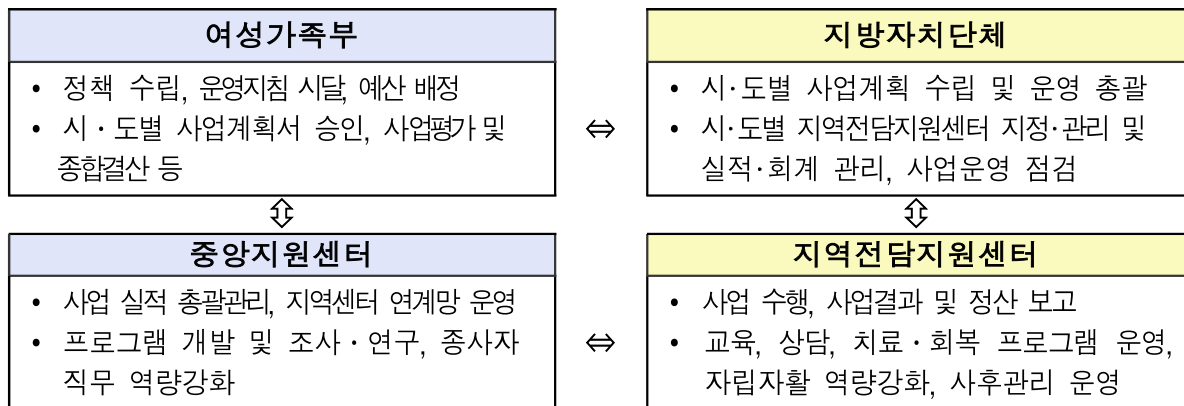 여성가족부
• 정책 수립, 운영지침 시달, 예산 배정
• 시·도별 사업계획서 승인, 사업평가 및
종합결산 등
⇔
지방자치단체
• 시·도별 사업계획 수립 및 운영 총괄
• 시·도별 지역전담지원센터 지정·관리 및
실적·회계 관리, 사업운영 점검
⇕
⇕
중앙지원센터
• 사업 실적 총괄관리, 지역센터 연계망 운영
• 프로그램 개발 및 조사·연구, 종사자
직무 역량강화
⇔
지역전담지원센터
• 사업 수행, 사업결과 및 정산 보고
• 교육, 상담, 치료·회복 프로그램 운영,
자립자활 역량강화, 사후관리 운영